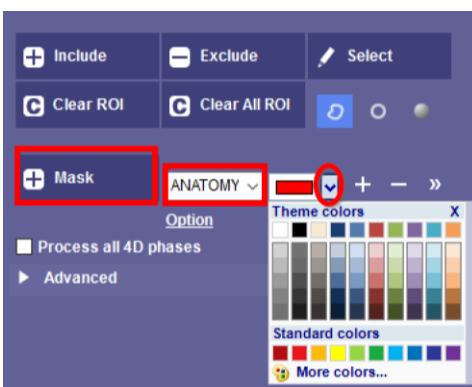 Include Exclude Select
Clear ROI Clear All ROI
Mask ANATOMY + − »
Option
Theme colors X
Process all 4D phases
Advanced
Standard colors
More colors...